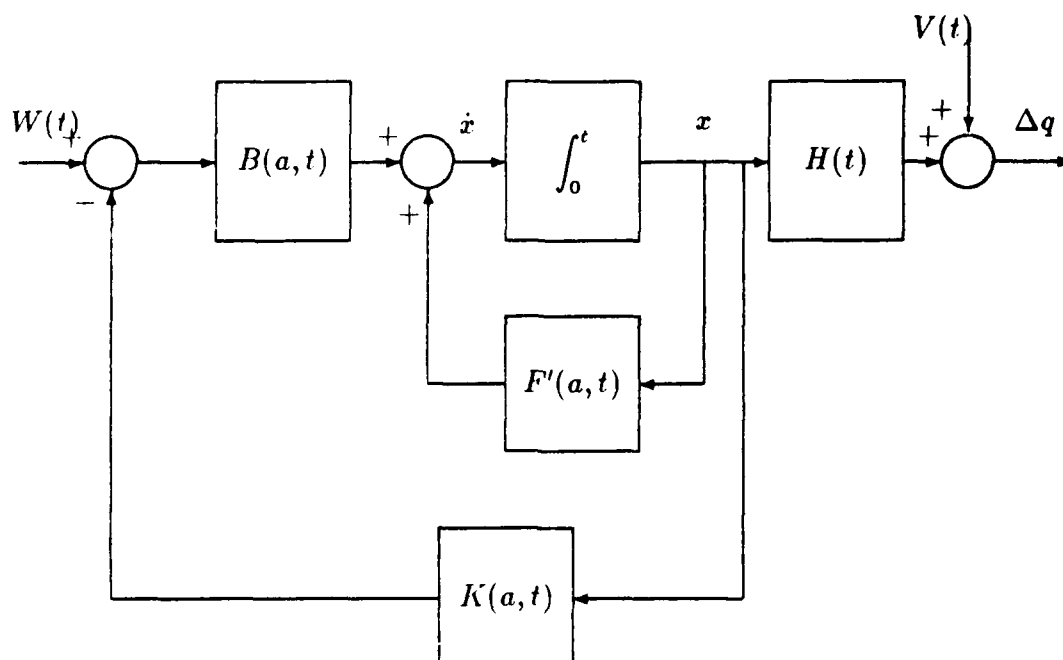 V(t)
W(t)
+
B(a, t)
+
ẋ
∫₀ᵗ
x
H(t)
+
+
Δq
−
+
F'(a, t)
K(a, t)